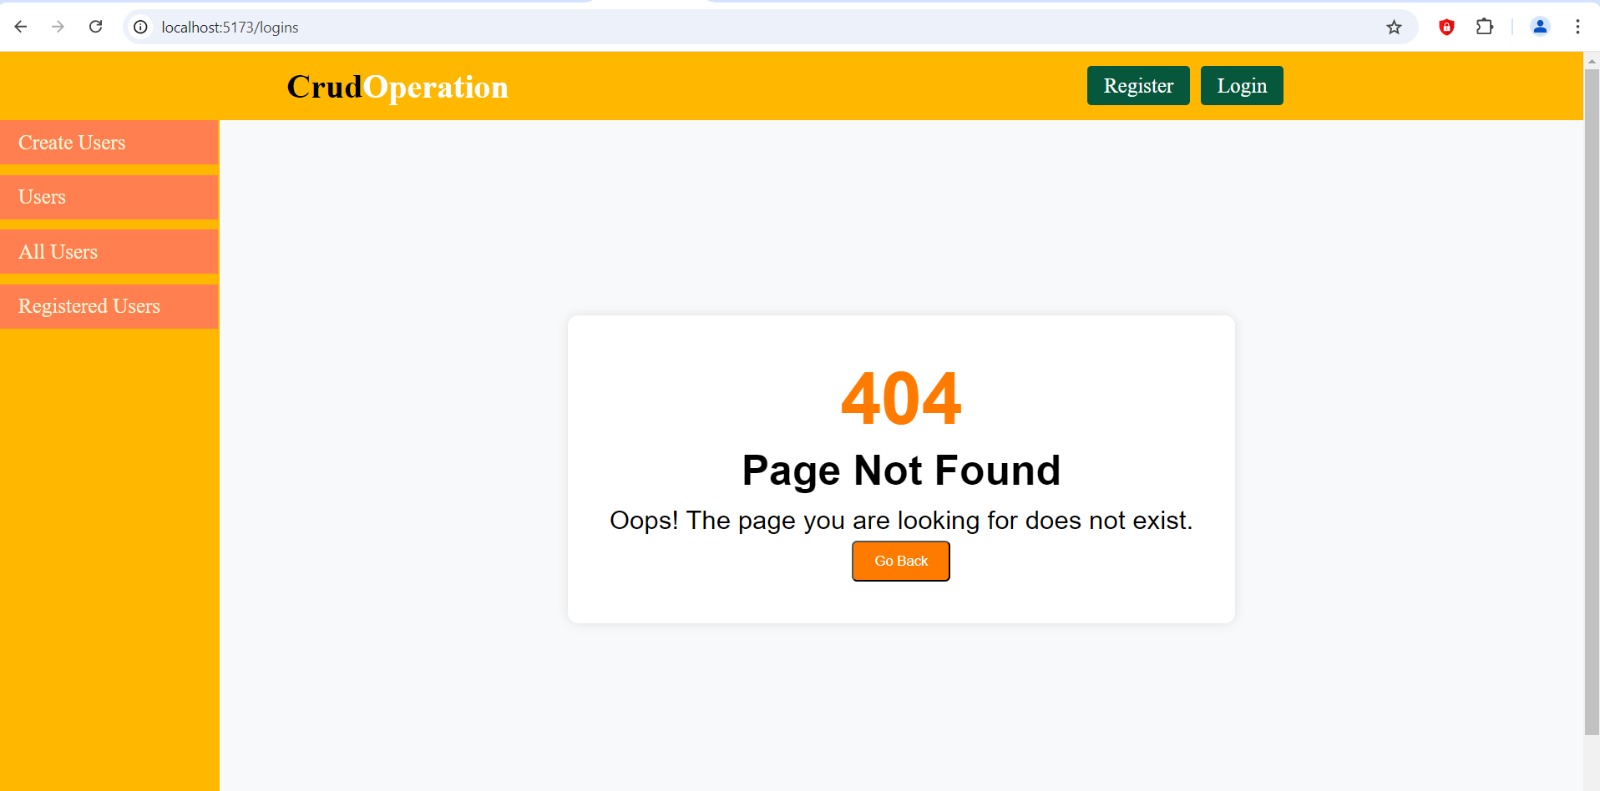 localhost:5173/logins
CrudOperation
Register
Login
Create Users
Users
All Users
Registered Users
404
Page Not Found
Oops! The page you are looking for does not exist.
Go Back